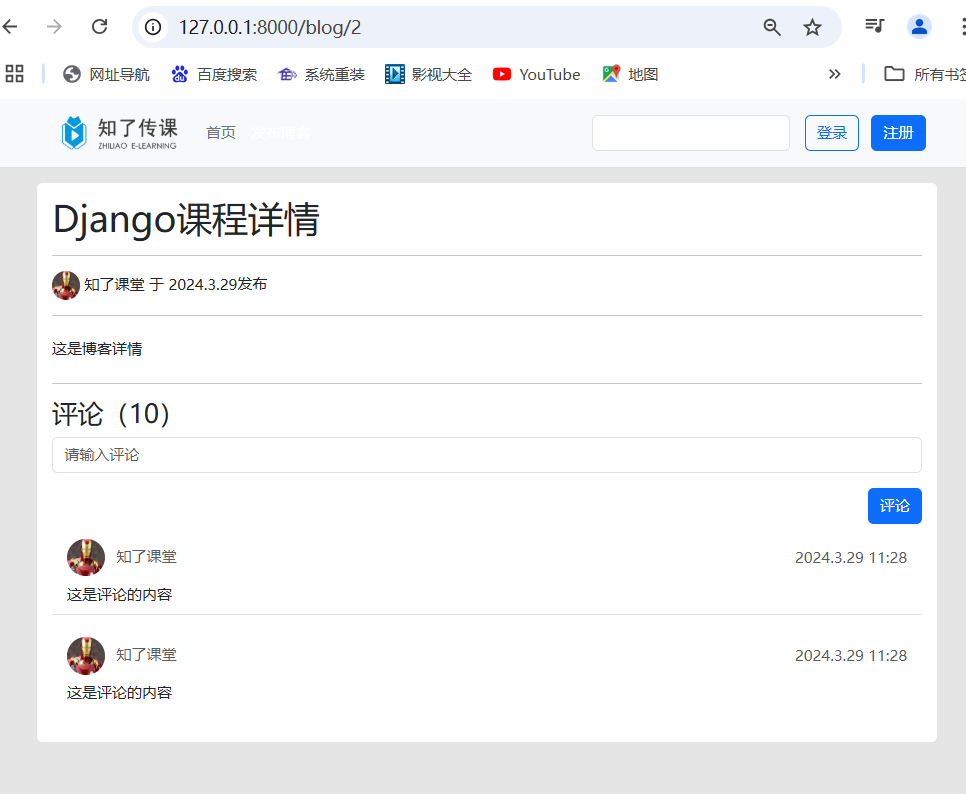 127.0.0.1:8000/blog/2
网址导航 百度搜索 系统重装 影视大全 YouTube 地图 » 所有书签
知了传课 ZHILIAO E-LEARNING 首页 发布博客 登录 注册
Django课程详情
知了课堂 于 2024.3.29发布
这是博客详情
评论（10）
请输入评论
评论
知了课堂 2024.3.29 11:28
这是评论的内容
知了课堂 2024.3.29 11:28
这是评论的内容